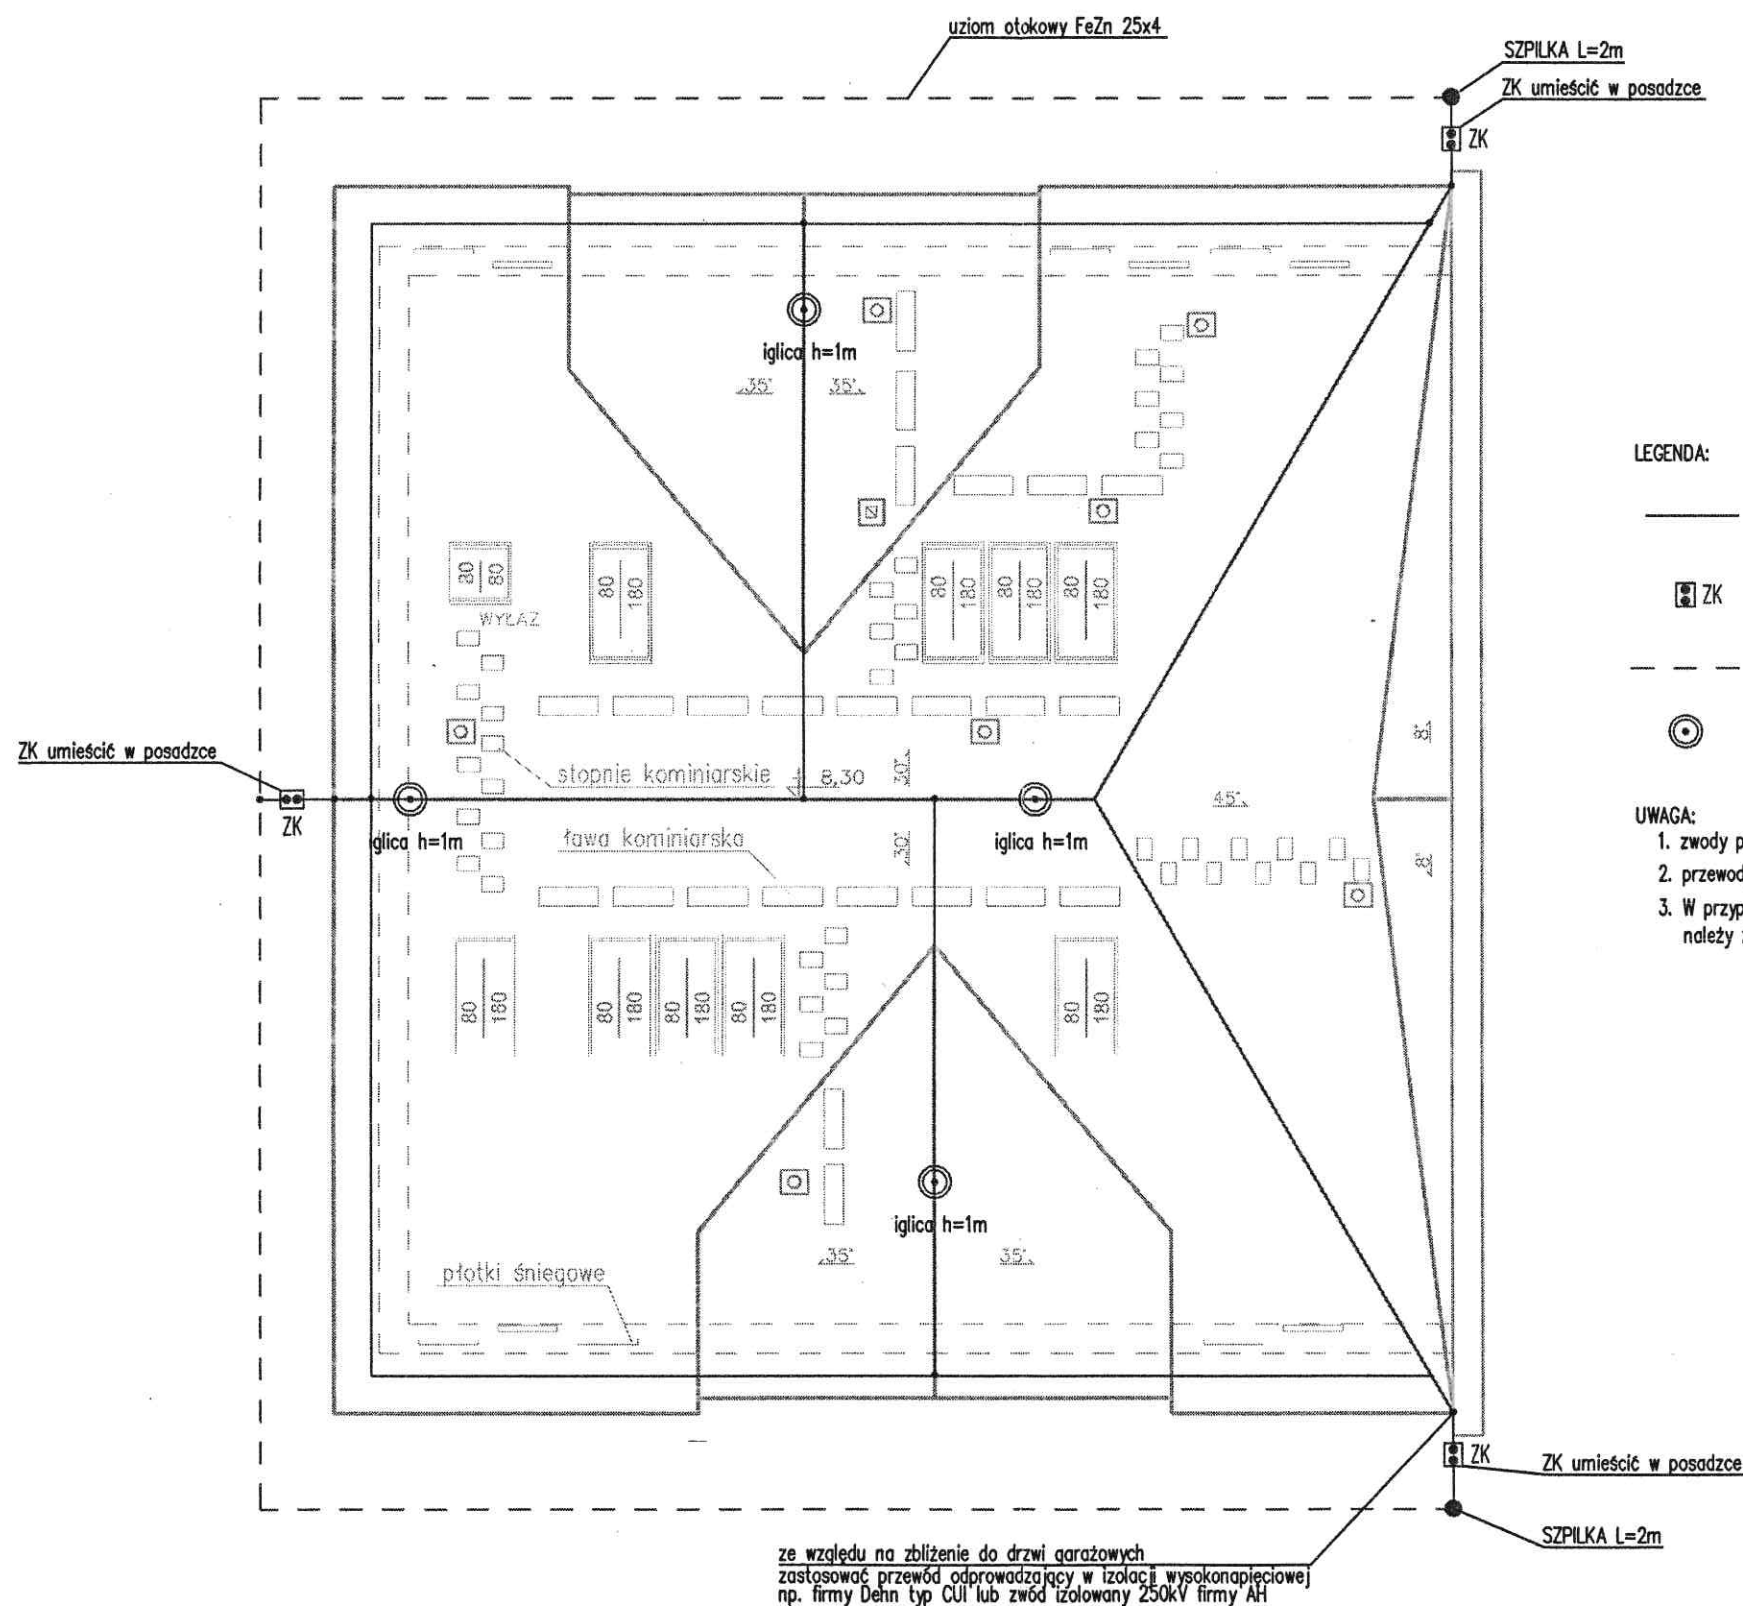 uziom otokowy FeZn 25x4
SZPILKA L=2m
ZK umieścić w posadzce
ZK
iglica h=1m
35°
35°
LEGENDA:
80
80
80
180
80
180
80
180
80
180
WYŁAZ
ZK
8°
ZK umieścić w posadzce
stopnie kominiarskie
8,30
30°
45°
ZK
iglica h=1m
iglica h=1m
ława kominiarska
30°
8°
UWAGA:
1. zwody p
2. przewod
3. W przyp
należy
80
180
80
180
80
180
80
180
80
180
iglica h=1m
35°
35°
płotki śniegowe
ZK
ZK umieścić w posadzce
SZPILKA L=2m
ze względu na zbliżenie do drzwi garażowych
zastosować przewód odprowadzający w izolacji wysokonapięciowej
np. firmy Dehn typ CUI lub zwód izolowany 250kV firmy AH